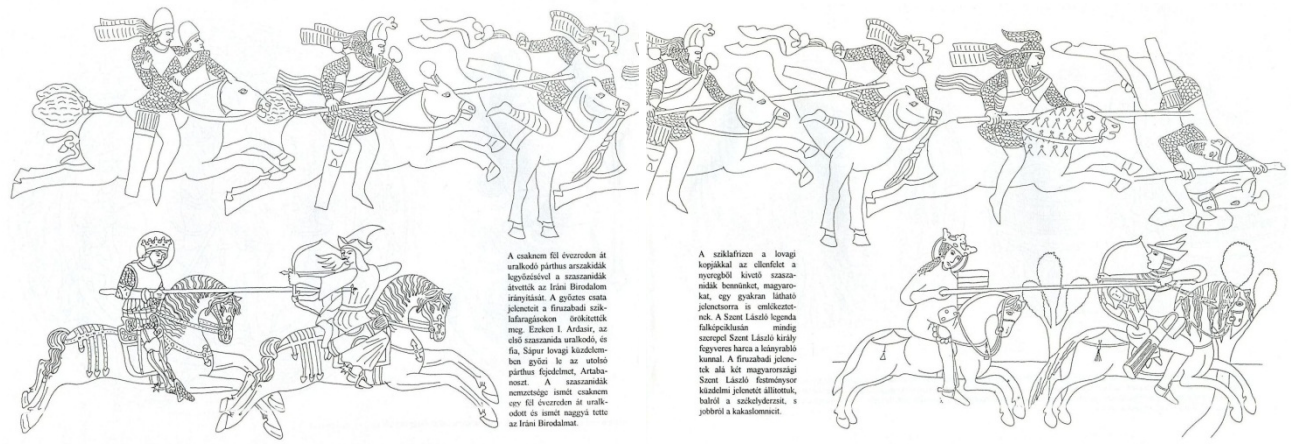 A csaknem fél évezreden át
uralkodó párthus arszakidák
legyőzésével a szaszanidák
átvették az Iráni Birodalom
irányítását. A győztes csata
jeleneteit a firuzabadi szik-
lafaragásokon örökítették
meg. Ezeken I. Ardasir, az
első szaszanida uralkodó, és
fia, Sápur lovagi küzdelem-
ben győzi le az utolsó
párthus fejedelmet, Artaba-
noszt. A szaszanidák
nemzetsége ismét csaknem
egy fél évezreden át uralk-
odott és ismét naggyá tette
az Iráni Birodalmat.
A sziklafrizen a lovagi
kopjákkal az ellenfelet a
nyeregből kivető szasza-
nidák bennünket, magyaro-
kat, egy gyakran látható
jelenetsorra is emlékeztet-
nek. A Szent László legenda
falképciklusán mindig
szerepel Szent László király
fegyveres harca a leányrabló
kunnal. A firuzabadi jelene-
tek alá két magyarországi
Szent László festménysor
küzdelmi jelenetét állítottuk,
balról a székelyderzsit, s
jobbról a kakaslomnicit.